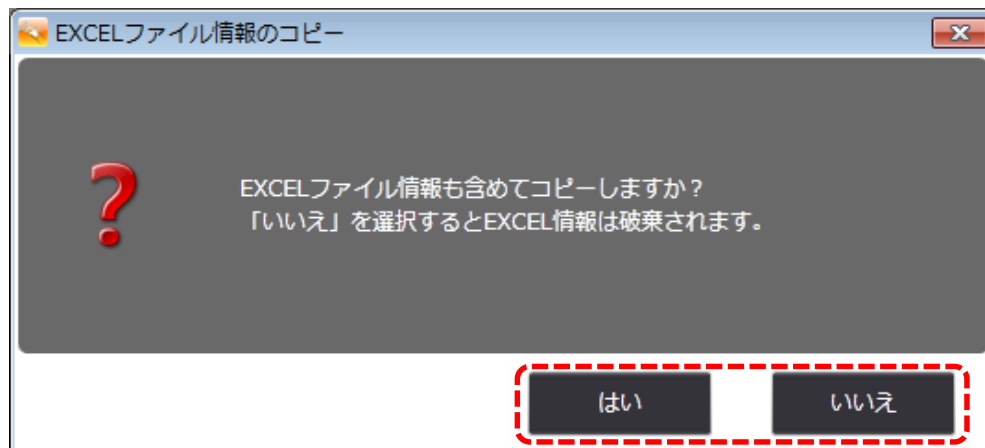 EXCELファイル情報のコピー
EXCELファイル情報も含めてコピーしますか？
「いいえ」を選択するとEXCEL情報は破棄されます。
はい
いいえ